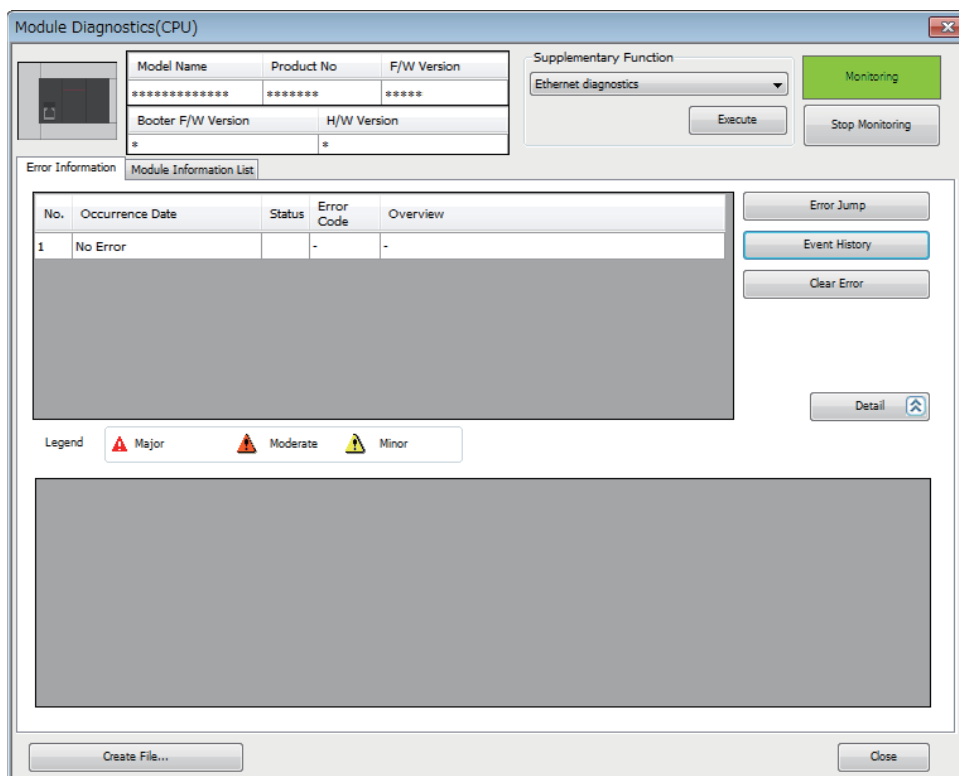 Module Diagnostics(CPU)
Model Name Product No F/W Version
************* ******* *****
Booter F/W Version H/W Version
* *
Supplementary Function
Ethernet diagnostics
Execute
Monitoring
Stop Monitoring
Error Information Module Information List
No. Occurrence Date Status Error Code Overview
1 No Error - -
Error Jump
Event History
Clear Error
Detail
Legend Major Moderate Minor
Create File... Close